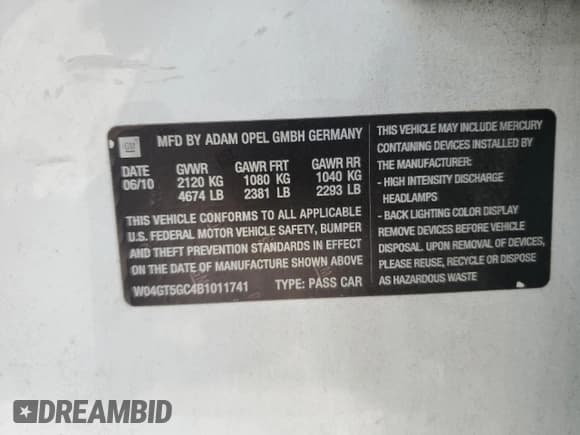 GM
MFD BY ADAM OPEL GMBH GERMANY
DATE GVWR GAWR FRT GAWR RR
06/10 2120 KG 1080 KG 1040 KG
4674 LB 2381 LB 2293 LB
THIS VEHICLE CONFORMS TO ALL APPLICABLE
U.S. FEDERAL MOTOR VEHICLE SAFETY, BUMPER
AND THEFT PREVENTION STANDARDS IN EFFECT
ON THE DATE OF MANUFACTURE SHOWN ABOVE
W04GT5GC4B1011741 TYPE: PASS CAR
THIS VEHICLE MAY INCLUDE MERCURY
CONTAINING DEVICES INSTALLED BY
THE MANUFACTURER:
- HIGH INTENSITY DISCHARGE
HEADLAMPS
- BACK LIGHTING COLOR DISPLAY
REMOVE DEVICES BEFORE VEHICLE
DISPOSAL. UPON REMOVAL OF DEVICES,
PLEASE REUSE, RECYCLE OR DISPOSE
AS HAZARDOUS WASTE
DREAMBID